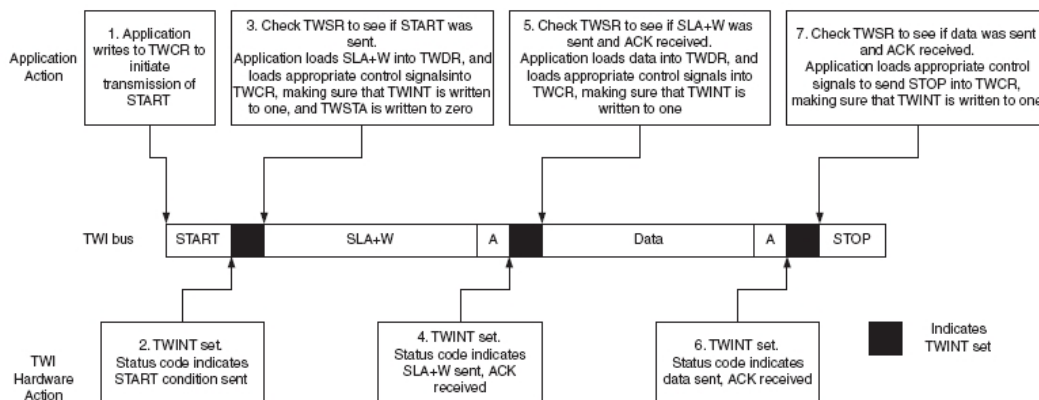 Application
Action
1. Application
writes to TWCR to
initiate
transmission of
START
3. Check TWSR to see if START was
sent.
Application loads SLA+W into TWDR, and
loads appropriate control signalsinto
TWCR, making sure that TWINT is written
to one, and TWSTA is written to zero
5. Check TWSR to see if SLA+W was
sent and ACK received.
Application loads data into TWDR, and
loads appropriate control signals into
TWCR, making sure that TWINT is
written to one
7. Check TWSR to see if data was sent
and ACK received.
Application loads appropriate control
signals to send STOP into TWCR,
making sure that TWINT is written to one
TWI bus
START
SLA+W
A
Data
A
STOP
TWI
Hardware
Action
2. TWINT set.
Status code indicates
START condition sent
4. TWINT set.
Status code indicates
SLA+W sent, ACK
received
6. TWINT set.
Status code indicates
data sent, ACK received
Indicates
TWINT set